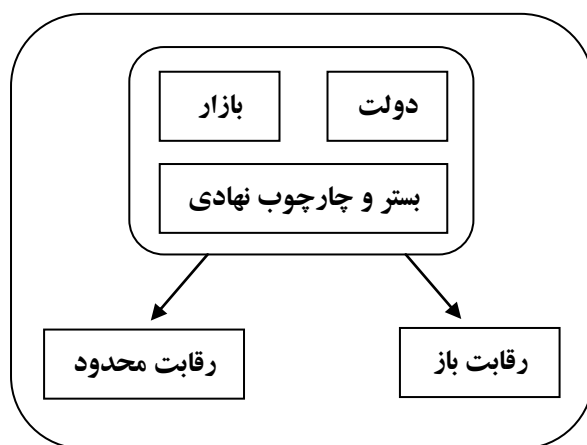 دولت
بازار
بستر و چارچوب نهادی
رقابت باز
رقابت محدود